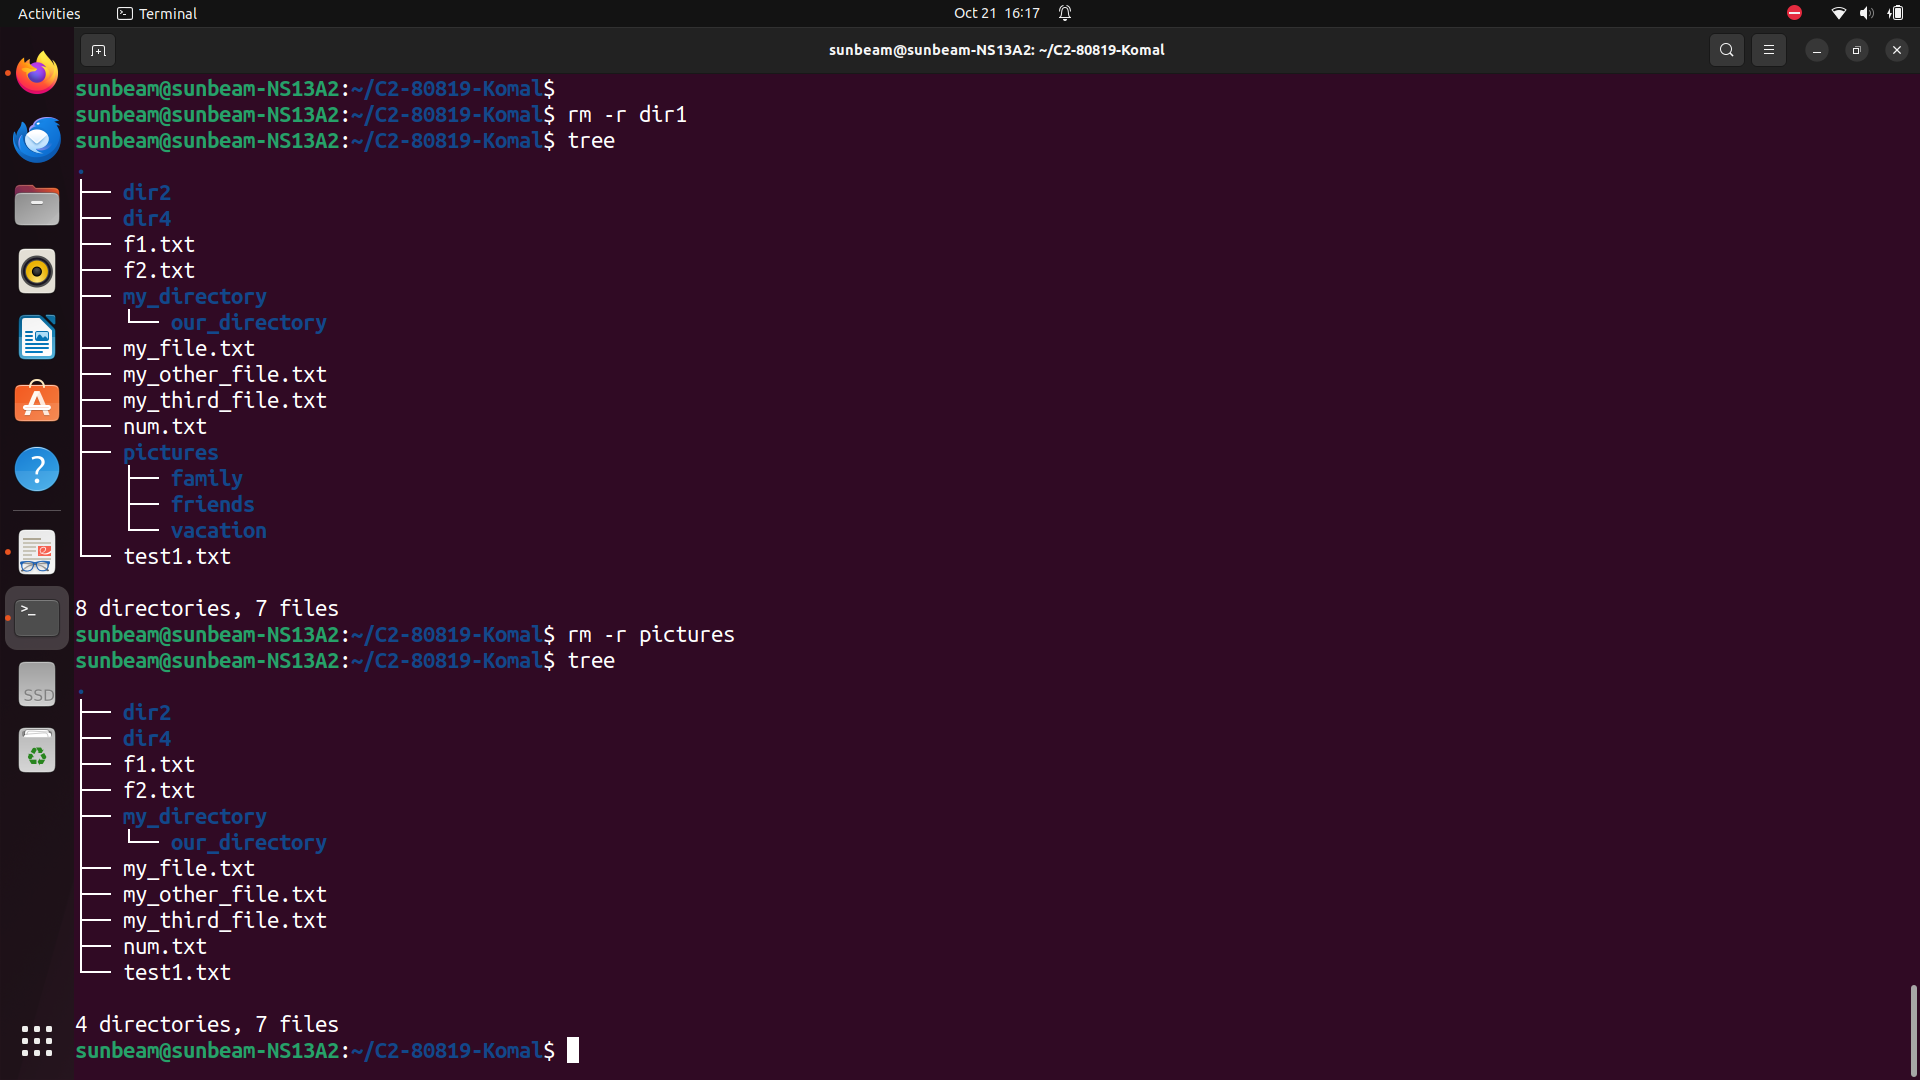 Activities Terminal Oct 21 16:17
sunbeam@sunbeam-NS13A2: ~/C2-80819-Komal
sunbeam@sunbeam-NS13A2:~/C2-80819-Komal$
sunbeam@sunbeam-NS13A2:~/C2-80819-Komal$ rm -r dir1
sunbeam@sunbeam-NS13A2:~/C2-80819-Komal$ tree
.
├── dir2
├── dir4
├── f1.txt
├── f2.txt
├── my_directory
│   └── our_directory
├── my_file.txt
├── my_other_file.txt
├── my_third_file.txt
├── num.txt
├── pictures
│   ├── family
│   ├── friends
│   └── vacation
└── test1.txt

8 directories, 7 files
sunbeam@sunbeam-NS13A2:~/C2-80819-Komal$ rm -r pictures
sunbeam@sunbeam-NS13A2:~/C2-80819-Komal$ tree
.
├── dir2
├── dir4
├── f1.txt
├── f2.txt
├── my_directory
│   └── our_directory
├── my_file.txt
├── my_other_file.txt
├── my_third_file.txt
├── num.txt
└── test1.txt

4 directories, 7 files
sunbeam@sunbeam-NS13A2:~/C2-80819-Komal$
SSD